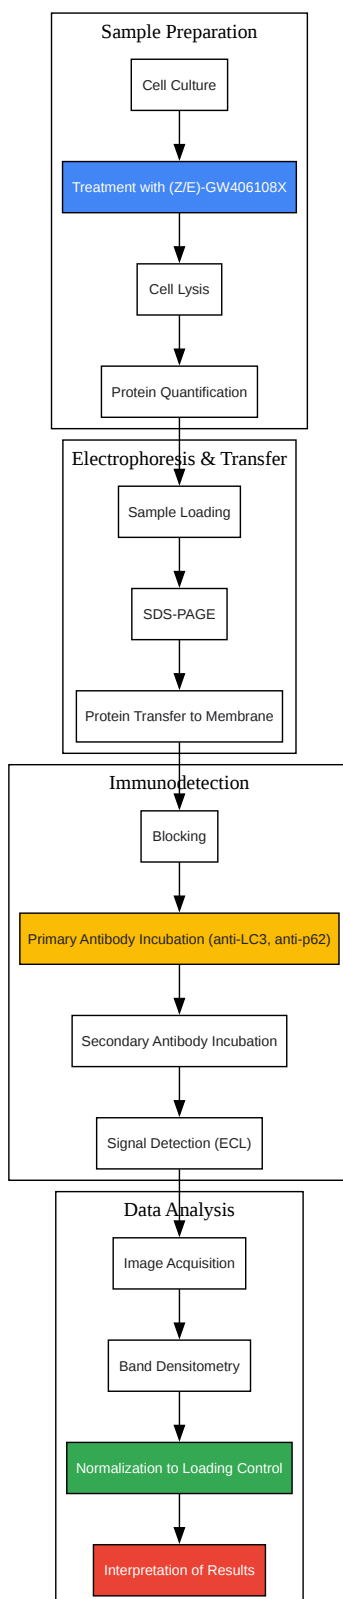 Sample Preparation
Cell Culture
Treatment with (Z/E)-GW406108X
Cell Lysis
Protein Quantification
Electrophoresis & Transfer
Sample Loading
SDS-PAGE
Protein Transfer to Membrane
Immunodetection
Blocking
Primary Antibody Incubation (anti-LC3, anti-p62)
Secondary Antibody Incubation
Signal Detection (ECL)
Data Analysis
Image Acquisition
Band Densitometry
Normalization to Loading Control
Interpretation of Results